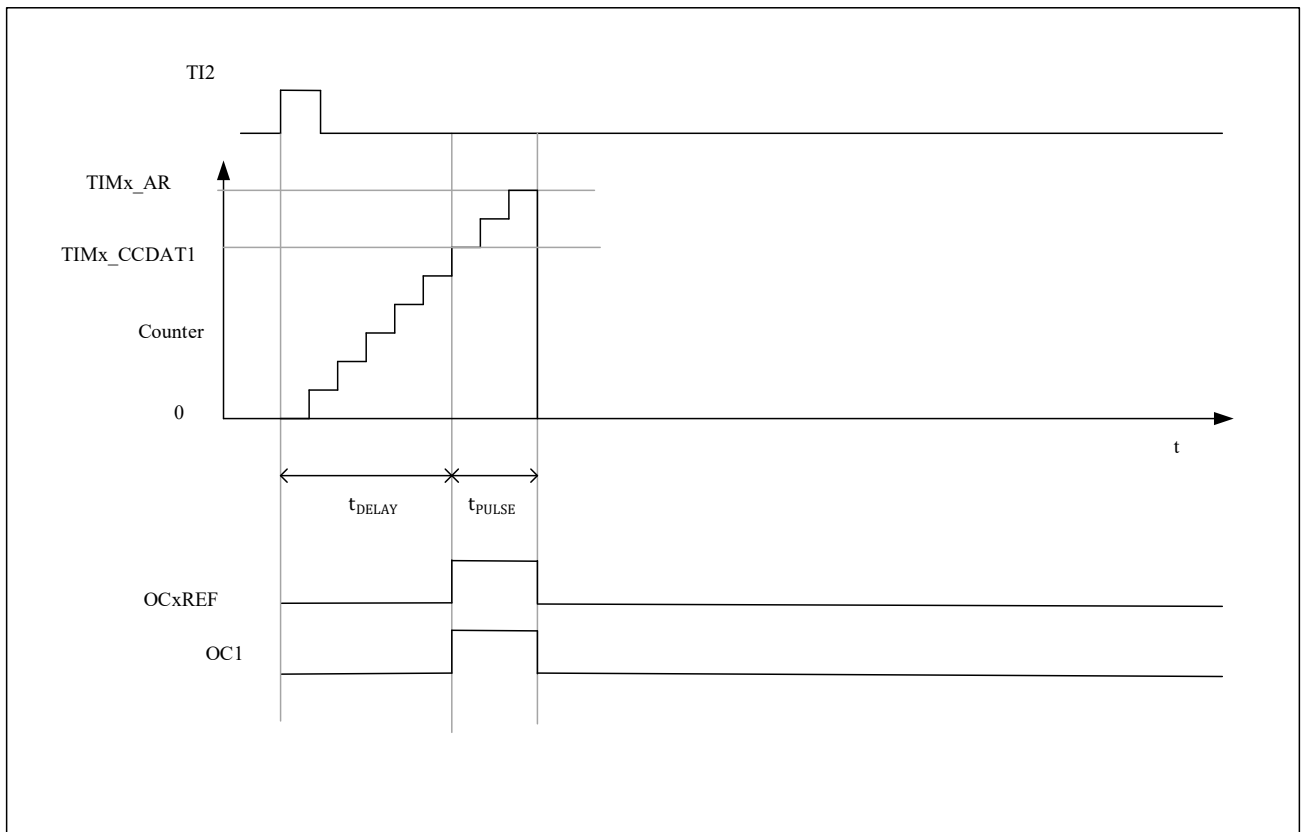 TI2
TIMx_AR
TIMx_CCDAT1
Counter
0
t
tDELAY
tPULSE
OCxREF
OC1